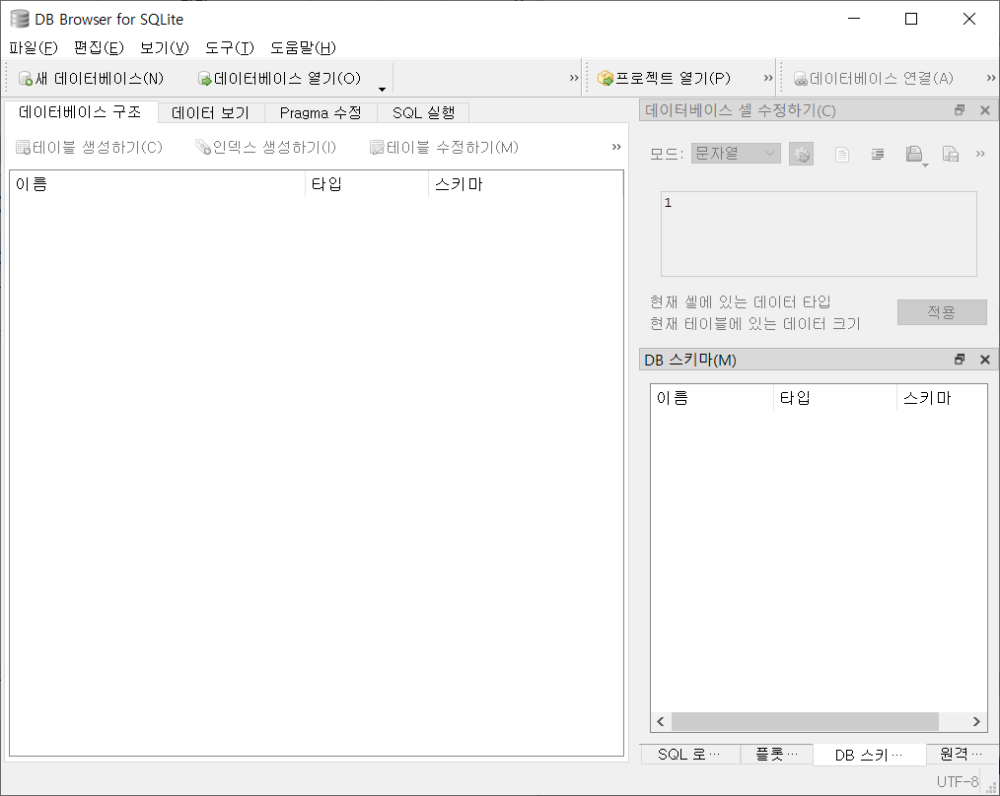 DB Browser for SQLite
파일(F) 편집(E) 보기(V) 도구(T) 도움말(H)
새 데이터베이스(N) 데이터베이스 열기(O) » 프로젝트 열기(P) » 데이터베이스 연결(A) »
데이터베이스 구조 데이터 보기 Pragma 수정 SQL 실행
테이블 생성하기(C) 인덱스 생성하기(I) 테이블 수정하기(M) »
이름 타입 스키마
데이터베이스 셀 수정하기(C)
모드: 문자열 »
1
현재 셀에 있는 데이터 타입
현재 테이블에 있는 데이터 크기
적용
DB 스키마(M)
이름 타입 스키마
SQL 로… 플롯… DB 스키… 원격…
UTF-8